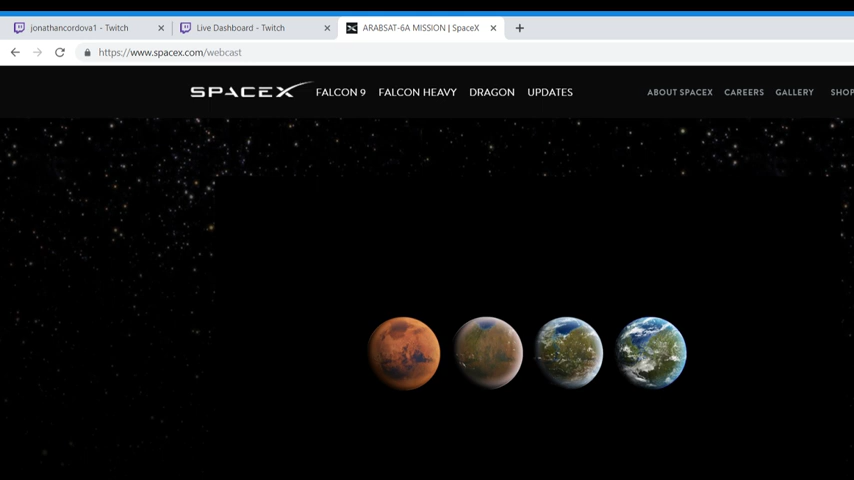 jonathancordova1 - Twitch
Live Dashboard - Twitch
ARABSAT-6A MISSION | SpaceX
https://www.spacex.com/webcast
SPACEX FALCON 9 FALCON HEAVY DRAGON UPDATES ABOUT SPACEX CAREERS GALLERY SHOP